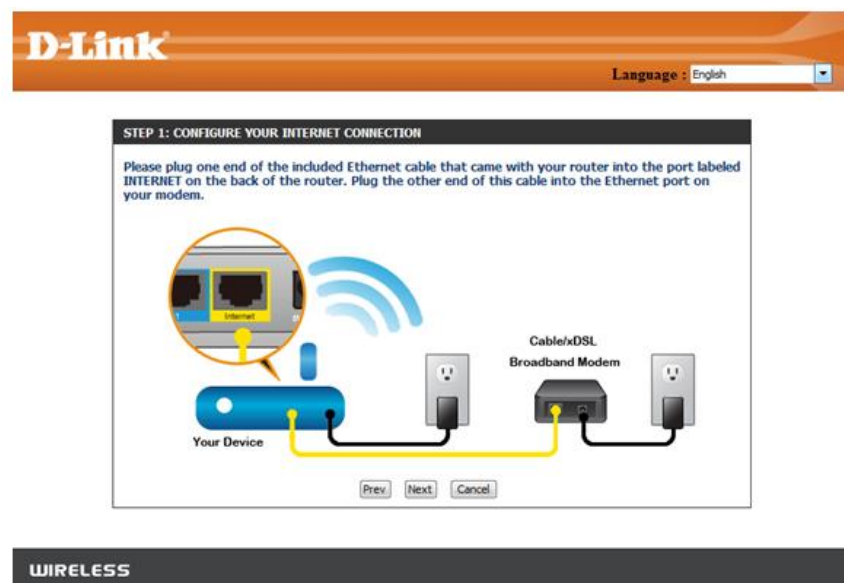 D-Link
Language : English
STEP 1: CONFIGURE YOUR INTERNET CONNECTION
Please plug one end of the included Ethernet cable that came with your router into the port labeled
INTERNET on the back of the router. Plug the other end of this cable into the Ethernet port on
your modem.
1
Internet
Cable/xDSL
Broadband Modem
Your Device
Prev
Next
Cancel
WIRELESS